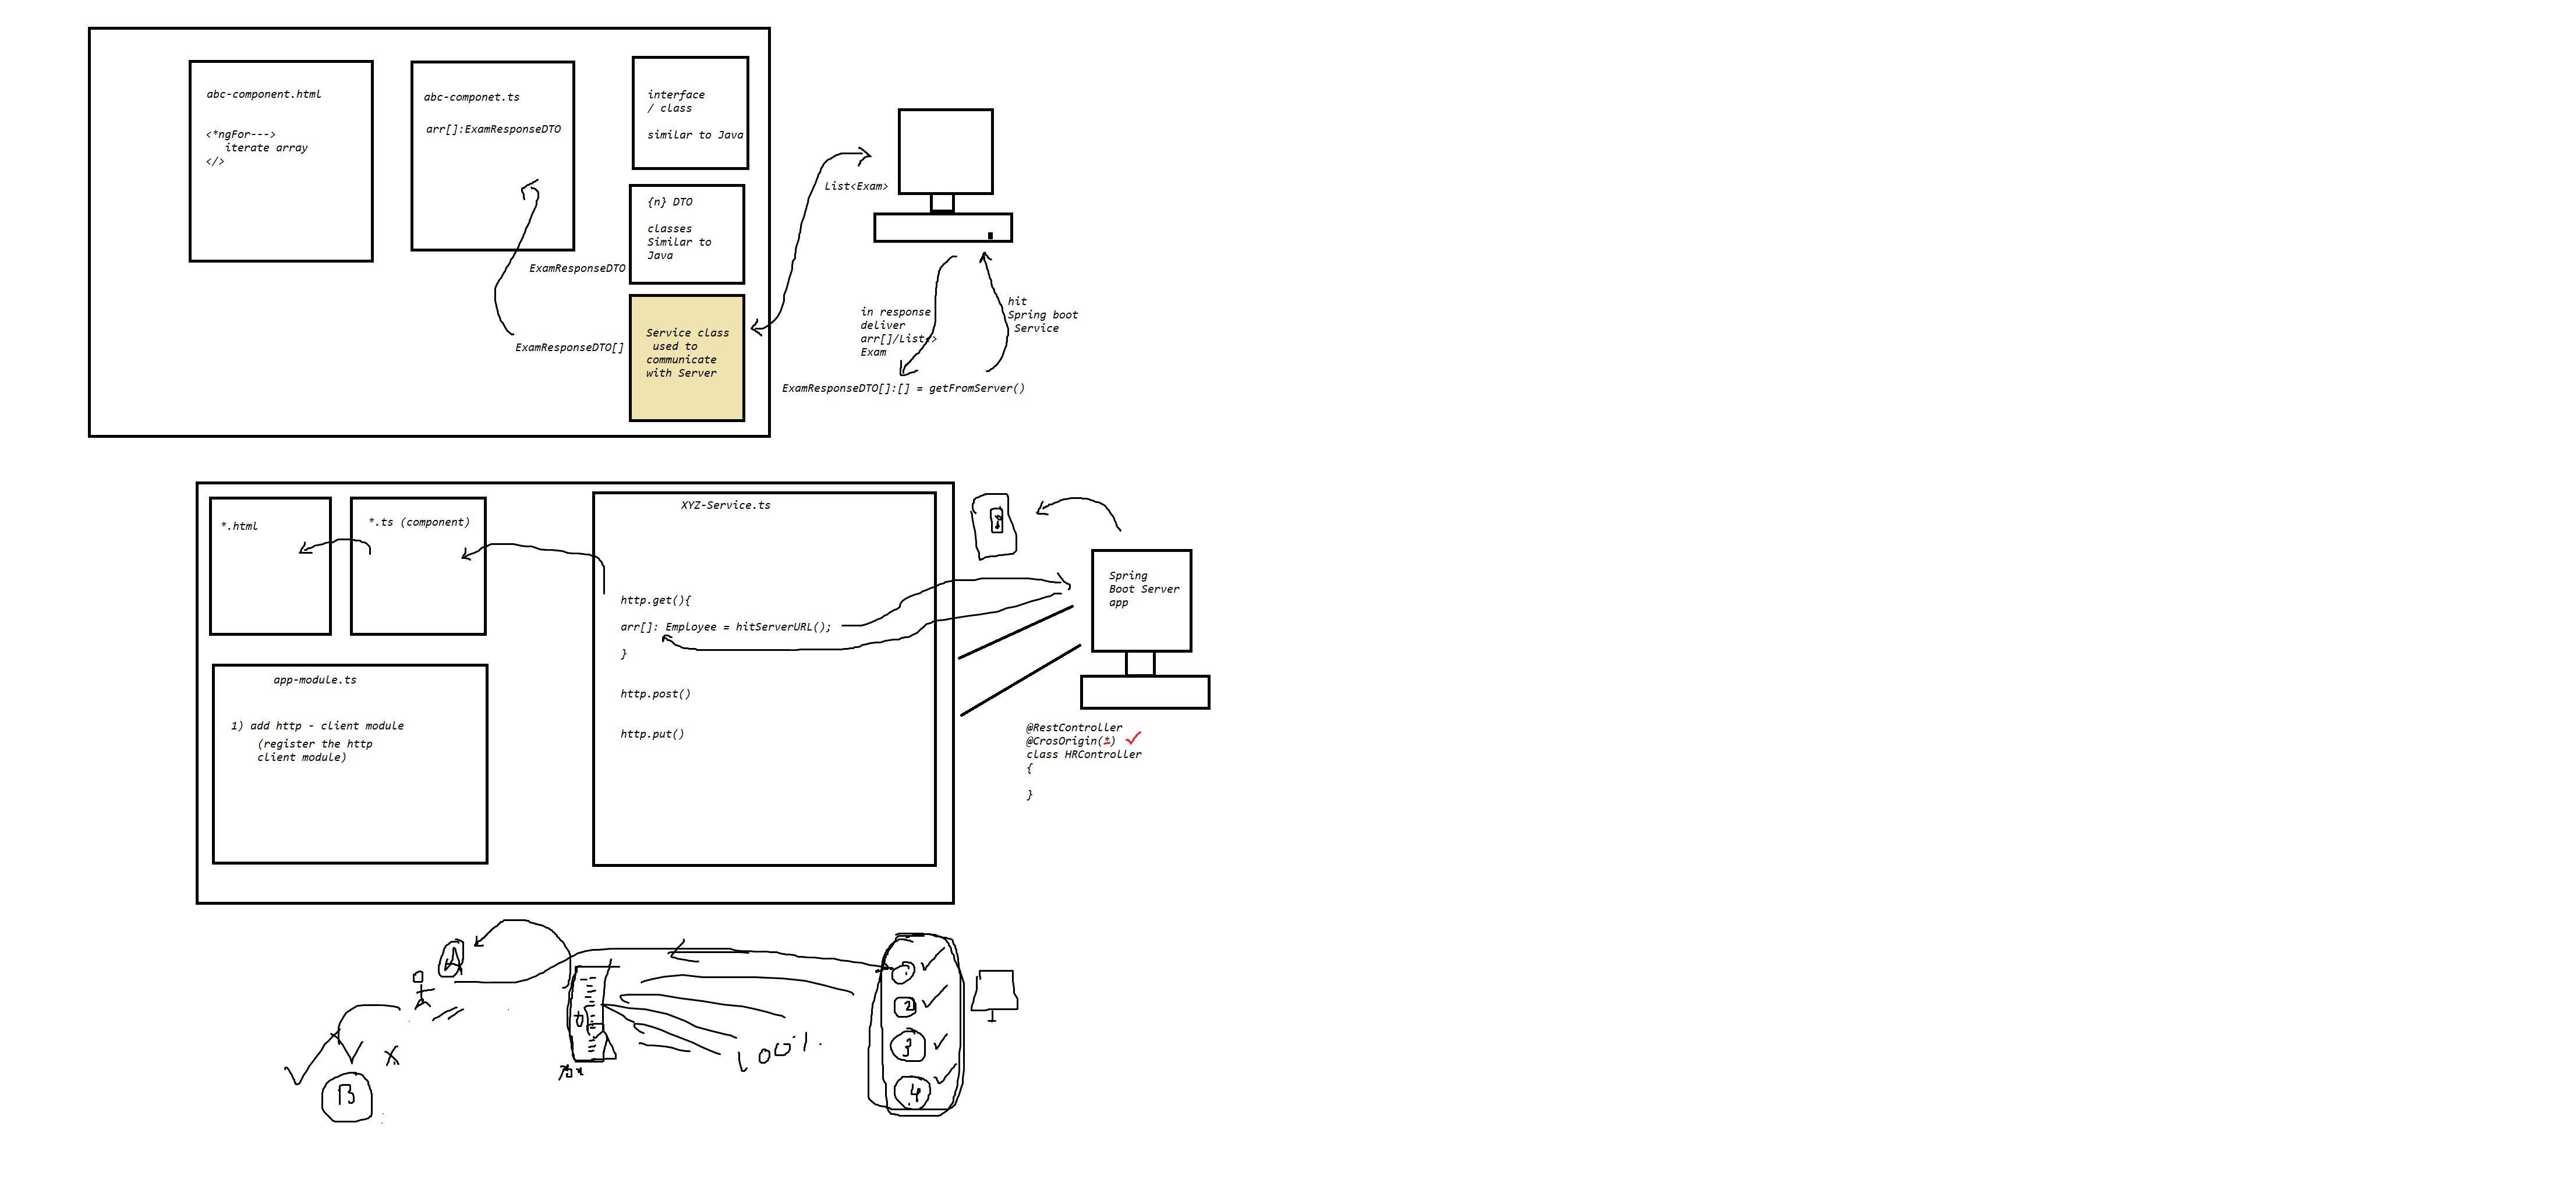 abc-component.html
<*ngFor--->
iterate array
</>
abc-componet.ts
arr[]:ExamResponseDTO
interface
/ class
similar to Java
{n} DTO
classes
Similar to
Java
ExamResponseDTO
ExamResponseDTO[]
Service class
used to
communicate
with Server
List<Exam>
in response
deliver
arr[]/List<>
Exam
hit
Spring boot
Service
ExamResponseDTO[]:[] = getFromServer()
*.html
*.ts (component)
XYZ-Service.ts
http.get(){
arr[]: Employee = hitServerURL();
}
http.post()
http.put()
app-module.ts
1) add http - client module
(register the http
client module)
Spring
Boot Server
app
@RestController
@CrosOrigin(*)
class HRController
{
}
A
B
X
100%
2
3
4